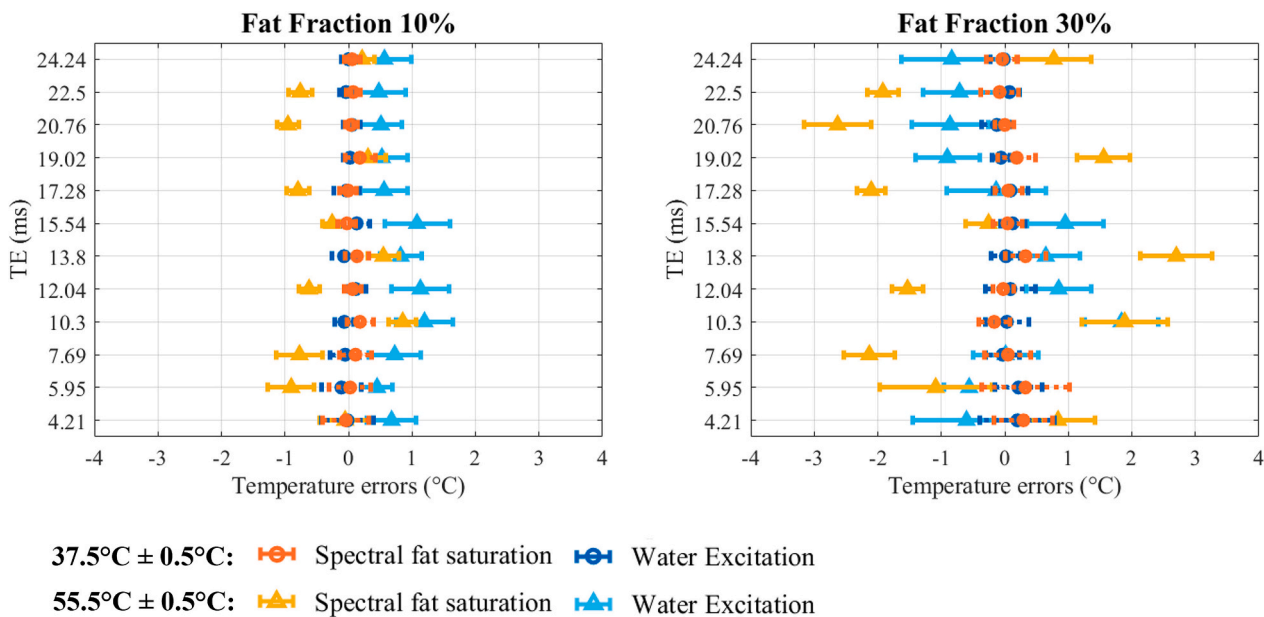 Fat Fraction 10%
24.24
22.5
20.76
19.02
17.28
15.54
13.8
12.04
10.3
7.69
5.95
4.21
TE (ms)
-4 -3 -2 -1 0 1 2 3 4
Temperature errors (°C)
Fat Fraction 30%
24.24
22.5
20.76
19.02
17.28
15.54
13.8
12.04
10.3
7.69
5.95
4.21
TE (ms)
-4 -3 -2 -1 0 1 2 3 4
Temperature errors (°C)
37.5°C ± 0.5°C: Spectral fat saturation Water Excitation
55.5°C ± 0.5°C: Spectral fat saturation Water Excitation